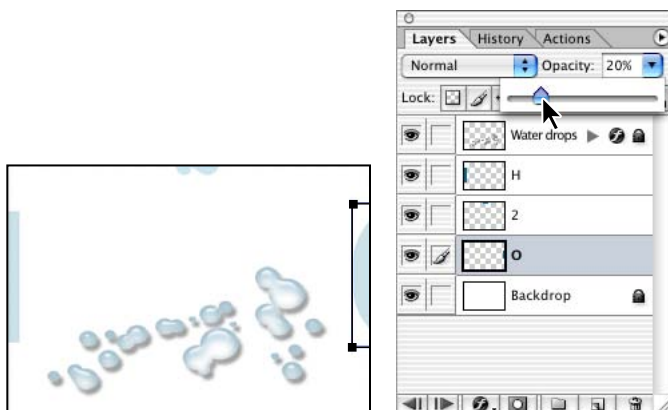 Layers History Actions
Normal Opacity: 20%
Lock:
Water drops
H
2
O
Backdrop